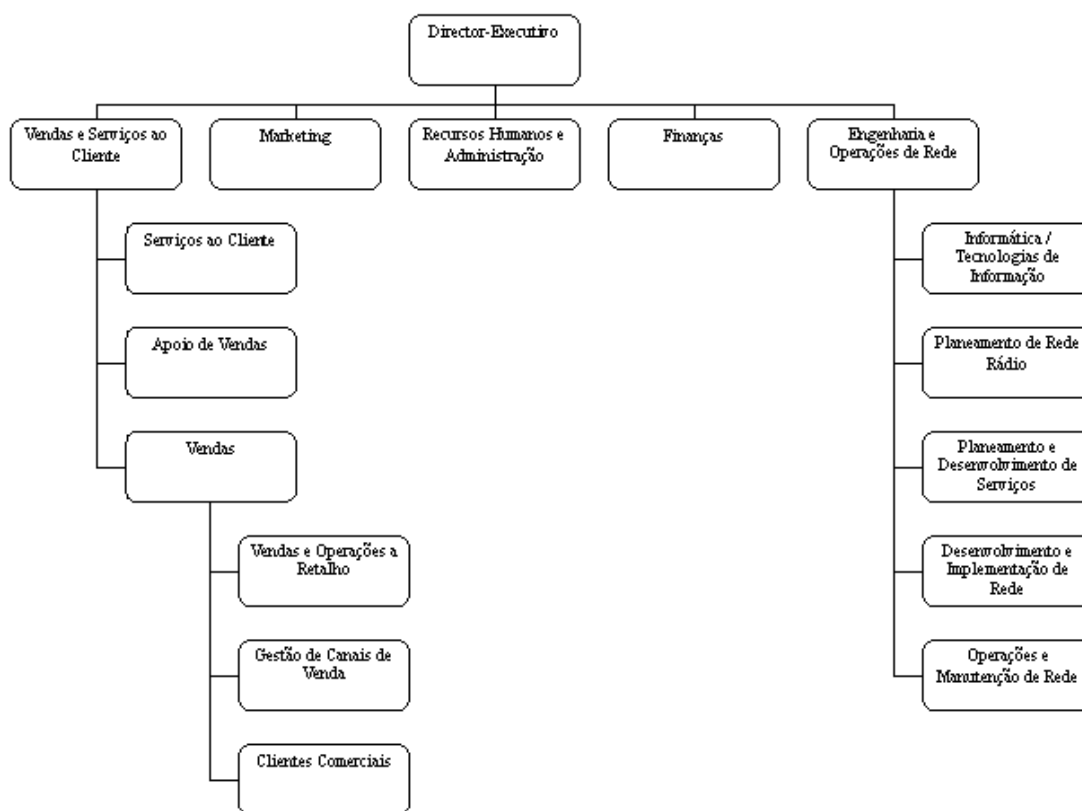 Director-Executivo
Vendas e Serviços ao
Cliente
Marketing
Recursos Humanos e
Administração
Finanças
Engenharia e
Operações de Rede
Serviços ao Cliente
Apoio de Vendas
Vendas
Vendas e Operações a
Retalho
Gestão de Canais de
Venda
Clientes Comerciais
Informática /
Tecnologias de
Informação
Planeamento de Rede
Rádio
Planeamento e
Desenvolvimento de
Serviços
Desenvolvimento e
Implementação de
Rede
Operações e
Manutenção de Rede